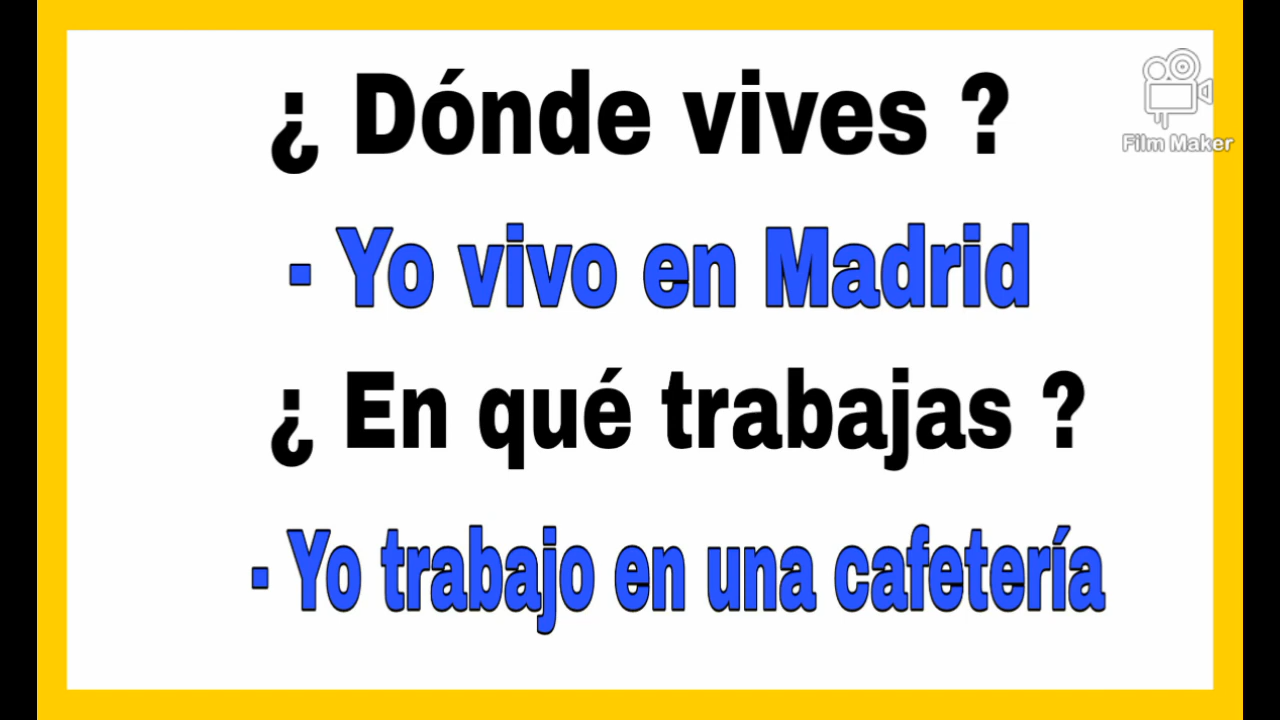 ¿ Dónde vives ?
Film Maker
- Yo vivo en Madrid
¿ En qué trabajas ?
- Yo trabajo en una cafetería